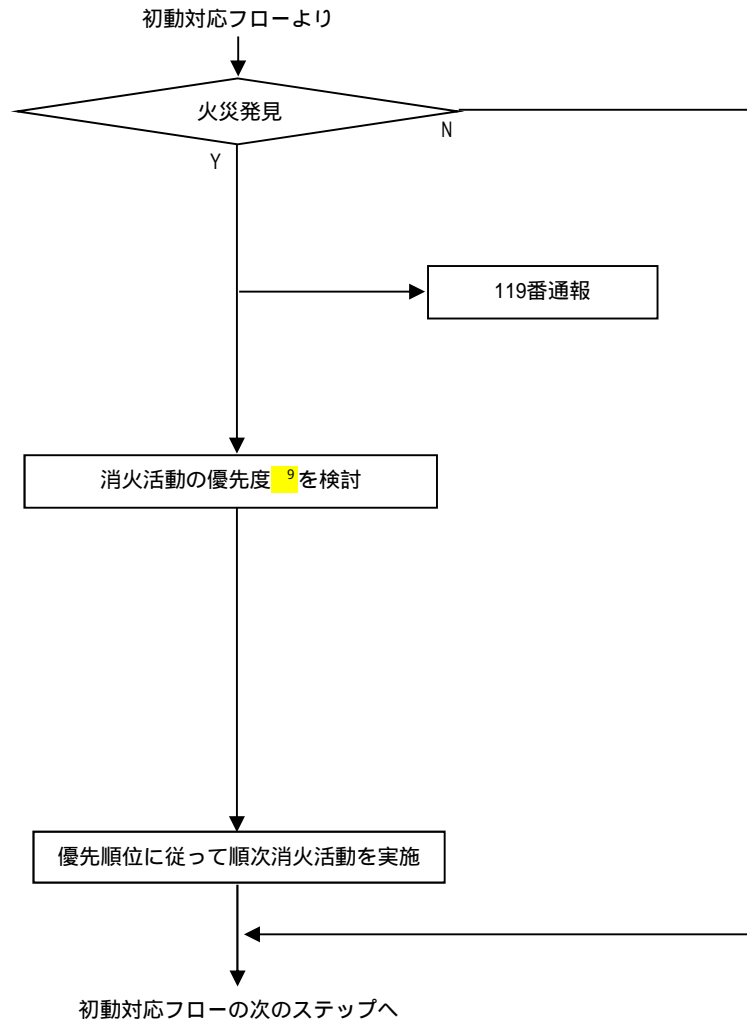 初動対応フローより
火災発見
N
Y
119番通報
消火活動の優先度 9を検討
優先順位に従って順次消火活動を実施
初動対応フローの次のステップへ